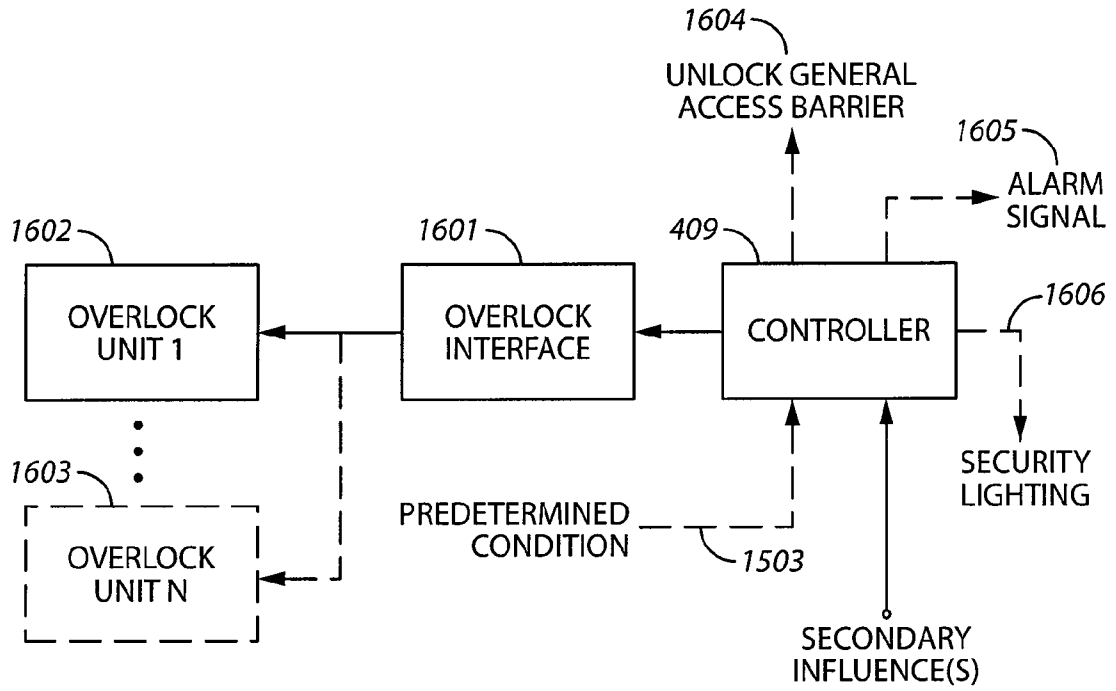 1604
UNLOCK GENERAL
ACCESS BARRIER
1605
ALARM
SIGNAL
1602
1601
409
1606
OVERLOCK
UNIT 1
OVERLOCK
INTERFACE
CONTROLLER
SECURITY
LIGHTING
1603
OVERLOCK
UNIT N
PREDETERMINED
CONDITION
1503
SECONDARY
INFLUENCE(S)